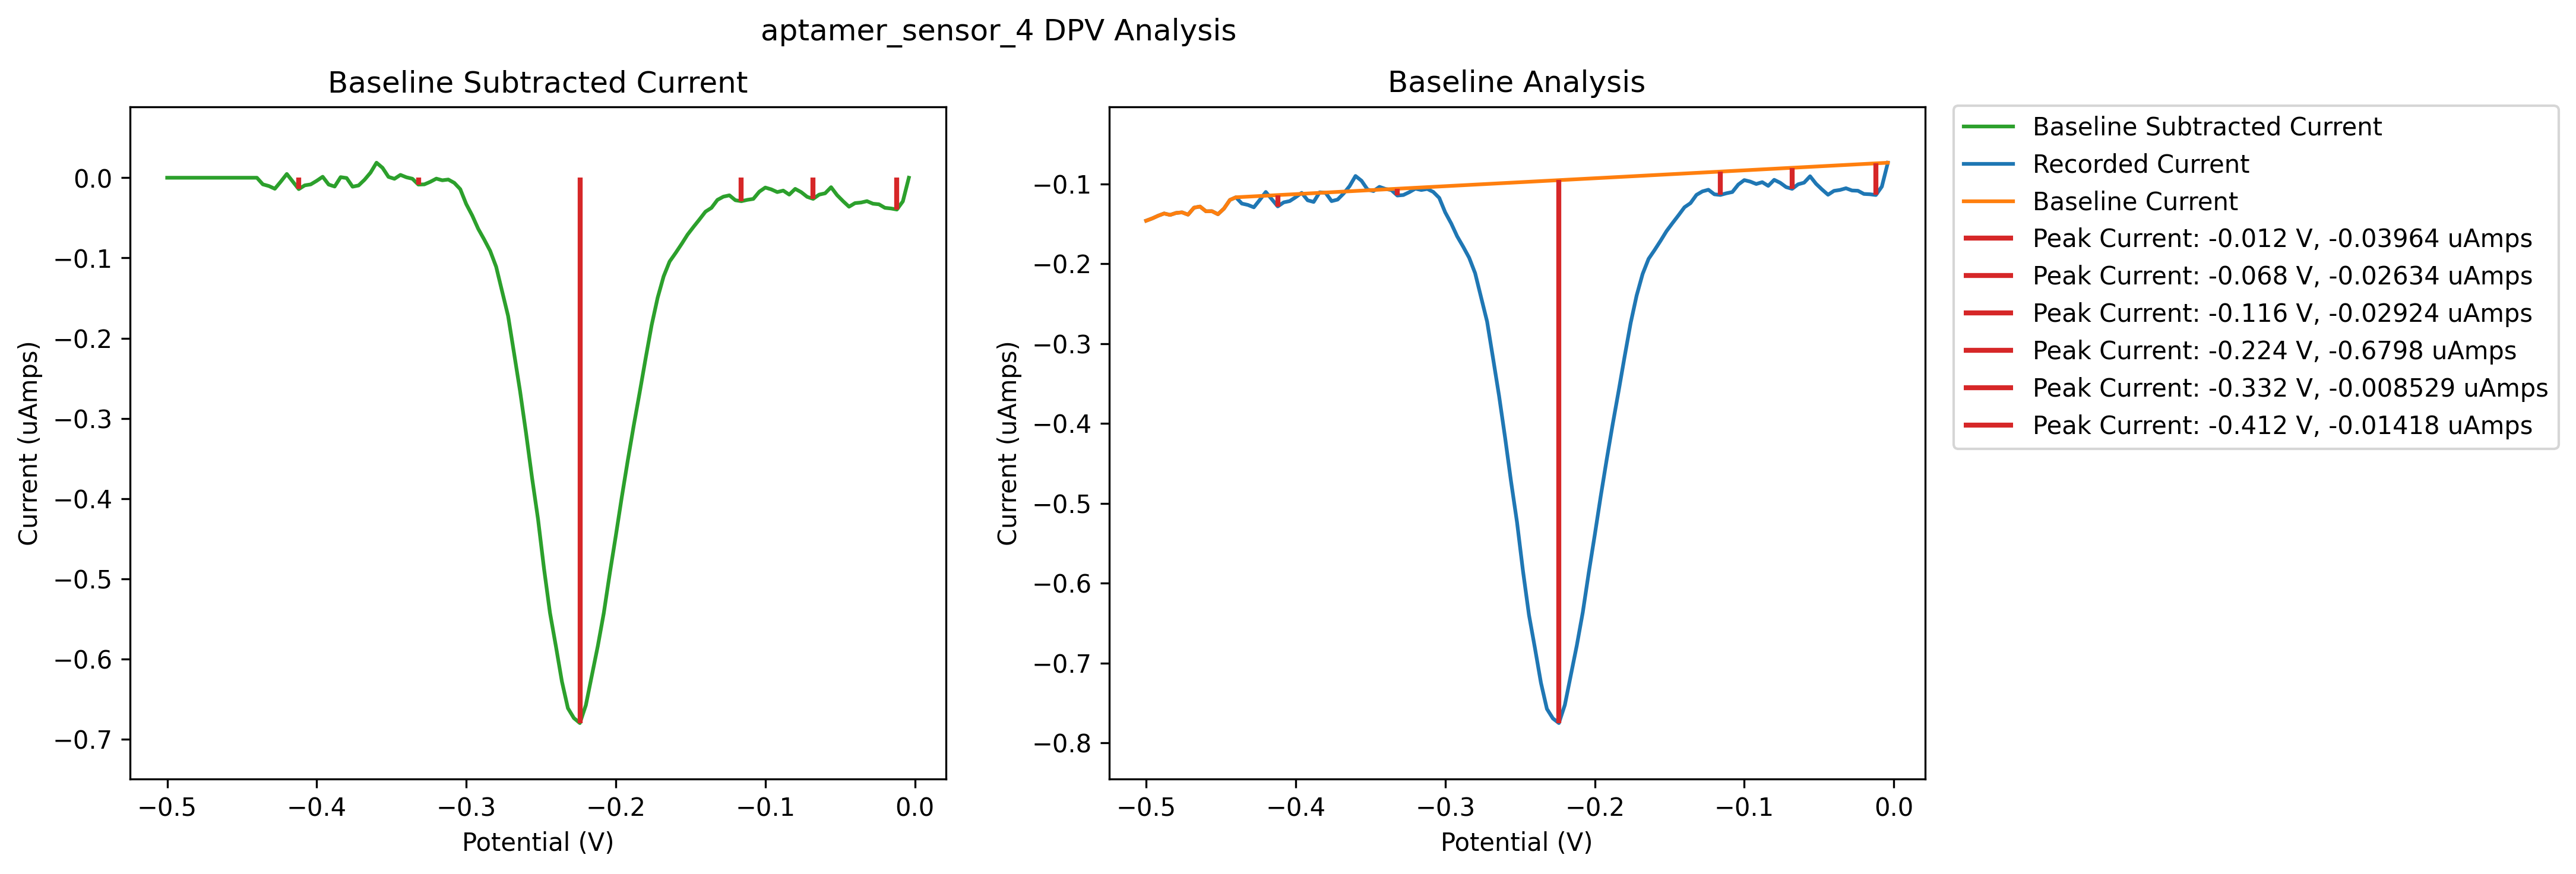 aptamer_sensor_4 DPV Analysis
Baseline Subtracted Current
0.0
−0.1
−0.2
−0.3
−0.4
−0.5
−0.6
−0.7
Current (uAmps)
−0.5
−0.4
−0.3
−0.2
−0.1
0.0
Potential (V)
Baseline Analysis
−0.1
−0.2
−0.3
−0.4
−0.5
−0.6
−0.7
−0.8
Current (uAmps)
−0.5
−0.4
−0.3
−0.2
−0.1
0.0
Potential (V)
Baseline Subtracted Current
Recorded Current
Baseline Current
Peak Current: -0.012 V, -0.03964 uAmps
Peak Current: -0.068 V, -0.02634 uAmps
Peak Current: -0.116 V, -0.02924 uAmps
Peak Current: -0.224 V, -0.6798 uAmps
Peak Current: -0.332 V, -0.008529 uAmps
Peak Current: -0.412 V, -0.01418 uAmps